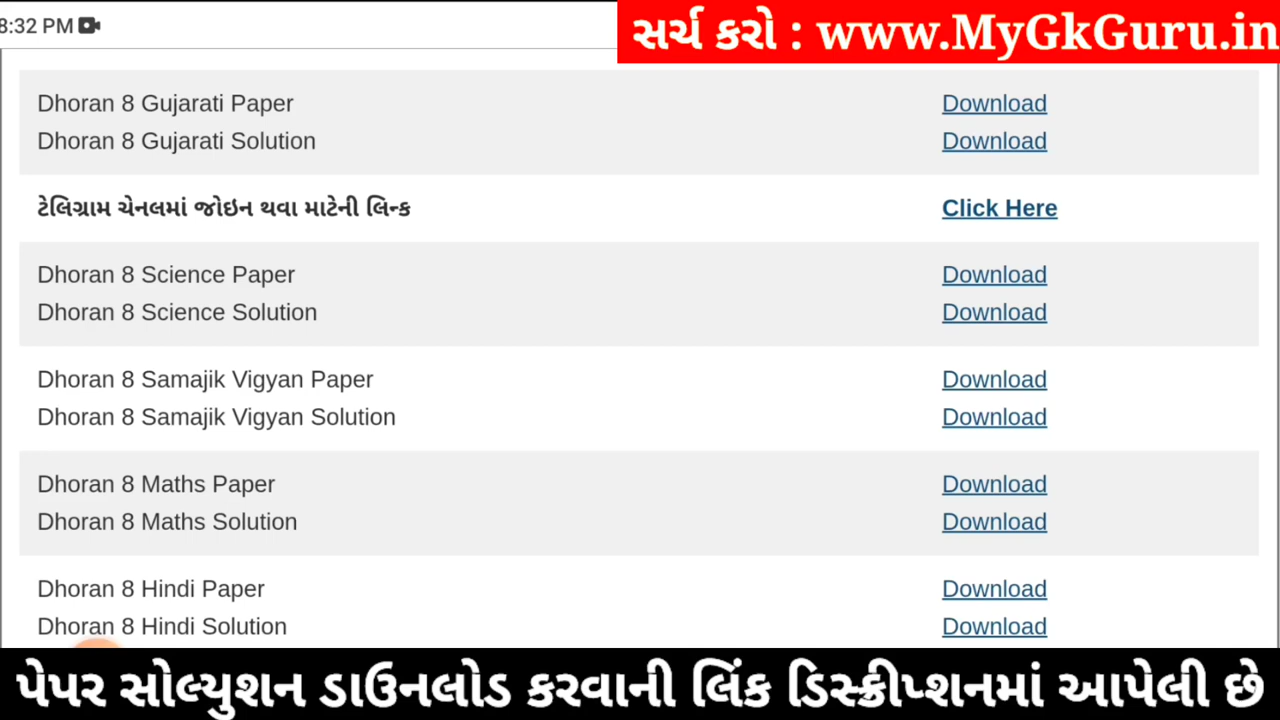 8:32 PM
સર્ચ કરો : www.MyGkGuru.in
Dhoran 8 Gujarati Paper Download
Dhoran 8 Gujarati Solution Download
ટેલિગ્રામ ચેનલમાં જોઇન થવા માટેની લિન્ક Click Here
Dhoran 8 Science Paper Download
Dhoran 8 Science Solution Download
Dhoran 8 Samajik Vigyan Paper Download
Dhoran 8 Samajik Vigyan Solution Download
Dhoran 8 Maths Paper Download
Dhoran 8 Maths Solution Download
Dhoran 8 Hindi Paper Download
Dhoran 8 Hindi Solution Download
પેપર સોલ્યુશન ડાઉનલોડ કરવાની લિંક ડિસ્ક્રીપ્શનમાં આપેલી છે